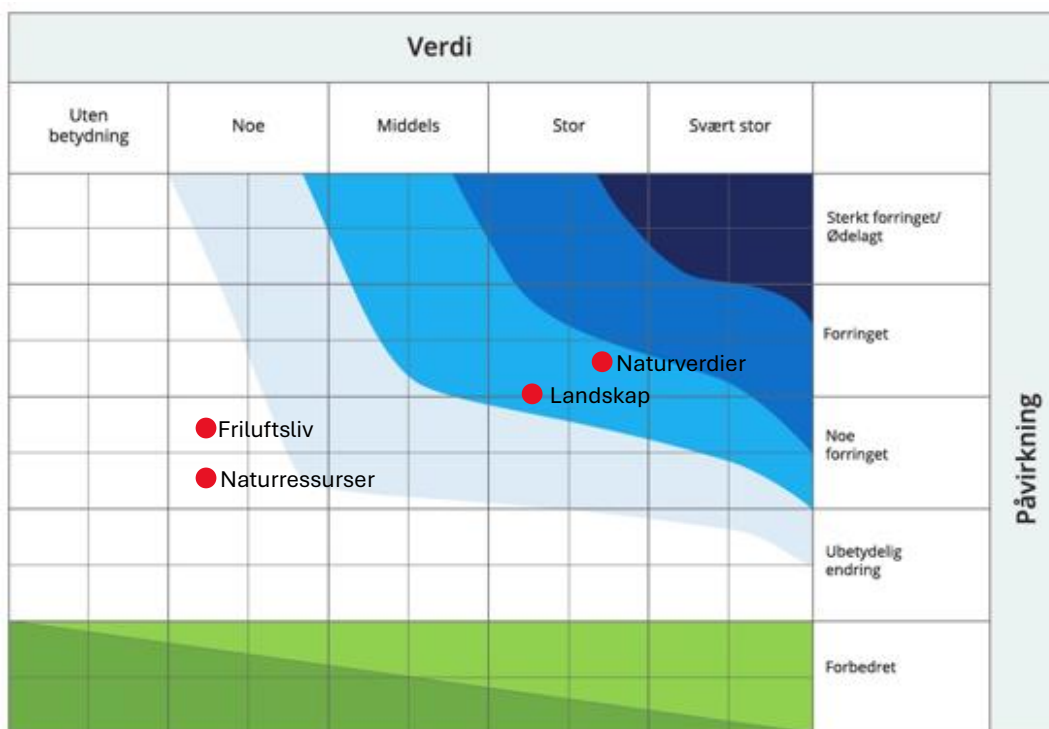 Verdi
Uten
betydning
Noe
Middels
Stor
Svært stor
Sterkt forringet/
Ødelagt
Forringet
Naturverdier
Landskap
Noe
forringet
Friluftsliv
Naturressurser
Påvirkning
Ubetydelig
endring
Forbedret